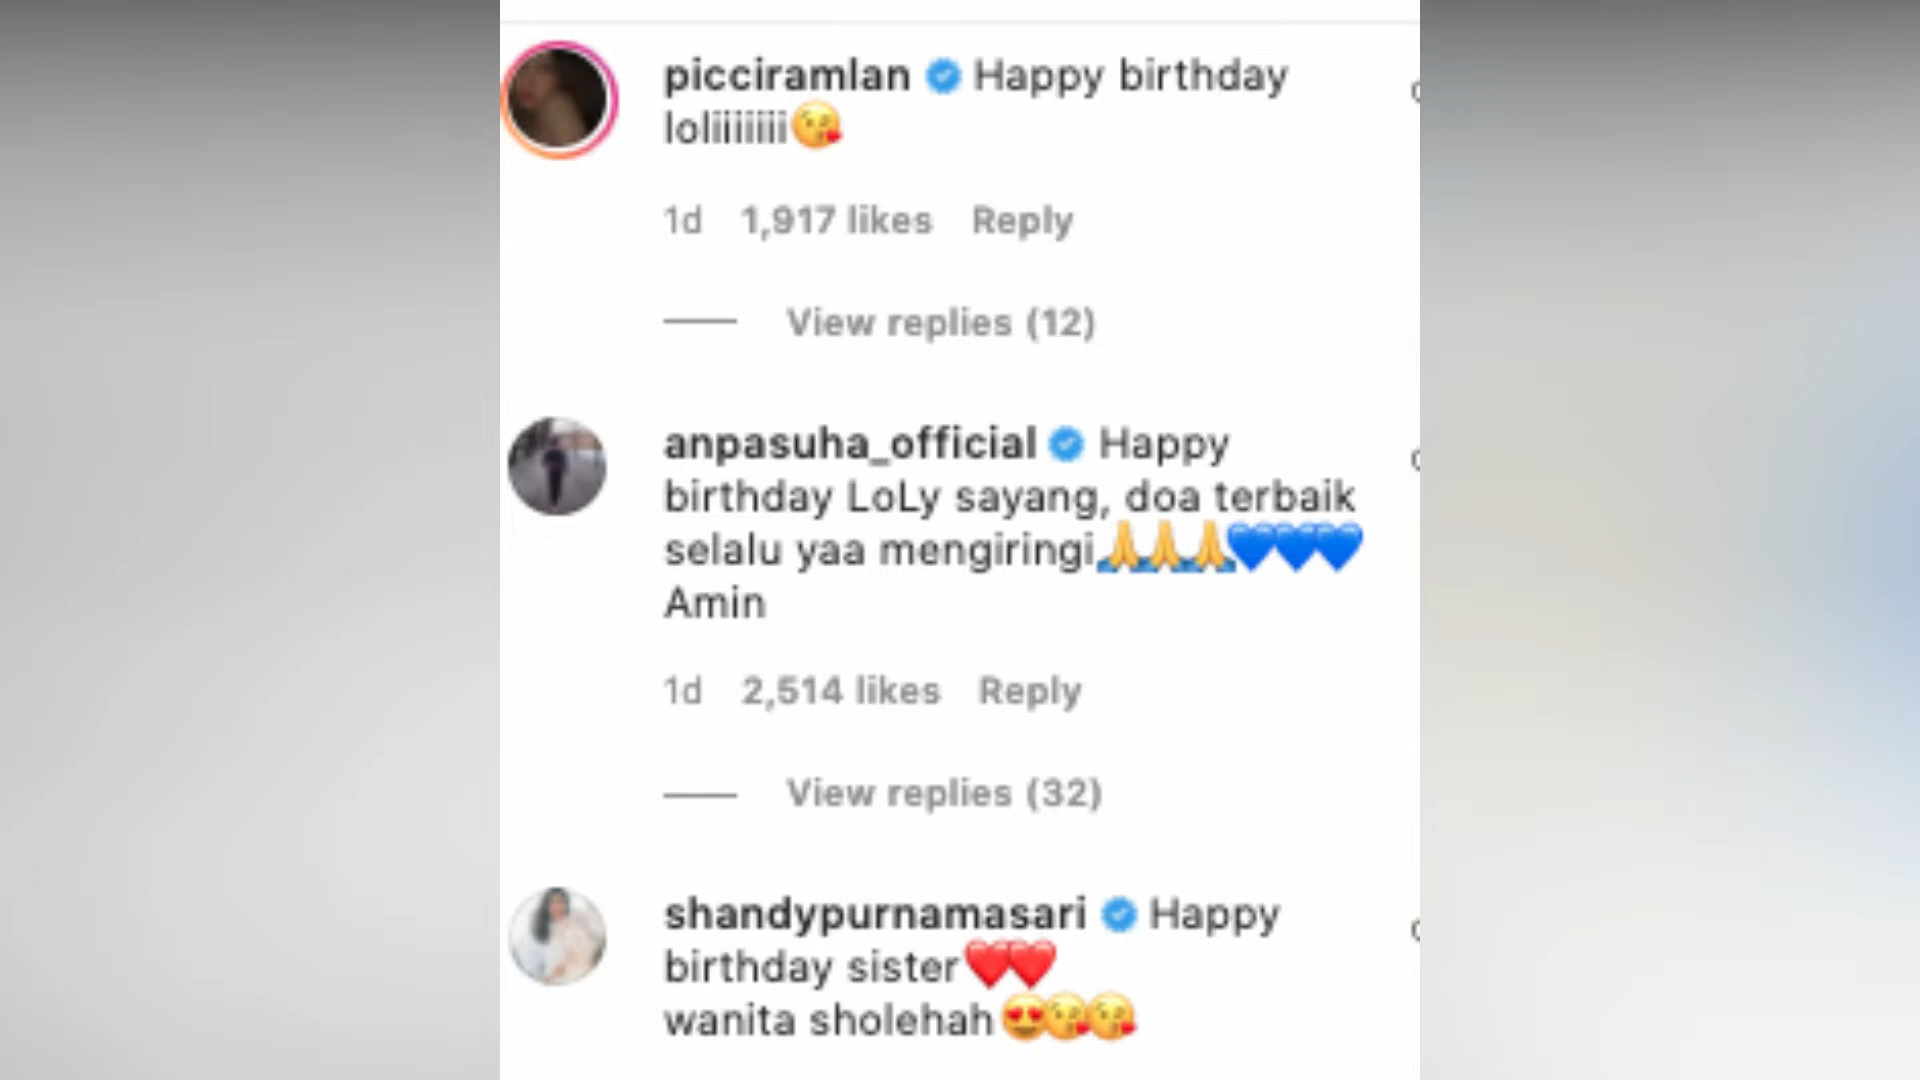 picciramlan Happy birthday
loliiiiiiii😘
1d 1,917 likes Reply
View replies (12)
anpasuha_official Happy
birthday LoLy sayang, doa terbaik
selalu yaa mengiringi🙏🙏🙏💙💙💙
Amin
1d 2,514 likes Reply
View replies (32)
shandypurnamasari Happy
birthday sister❤️❤️
wanita sholehah😍😘😘